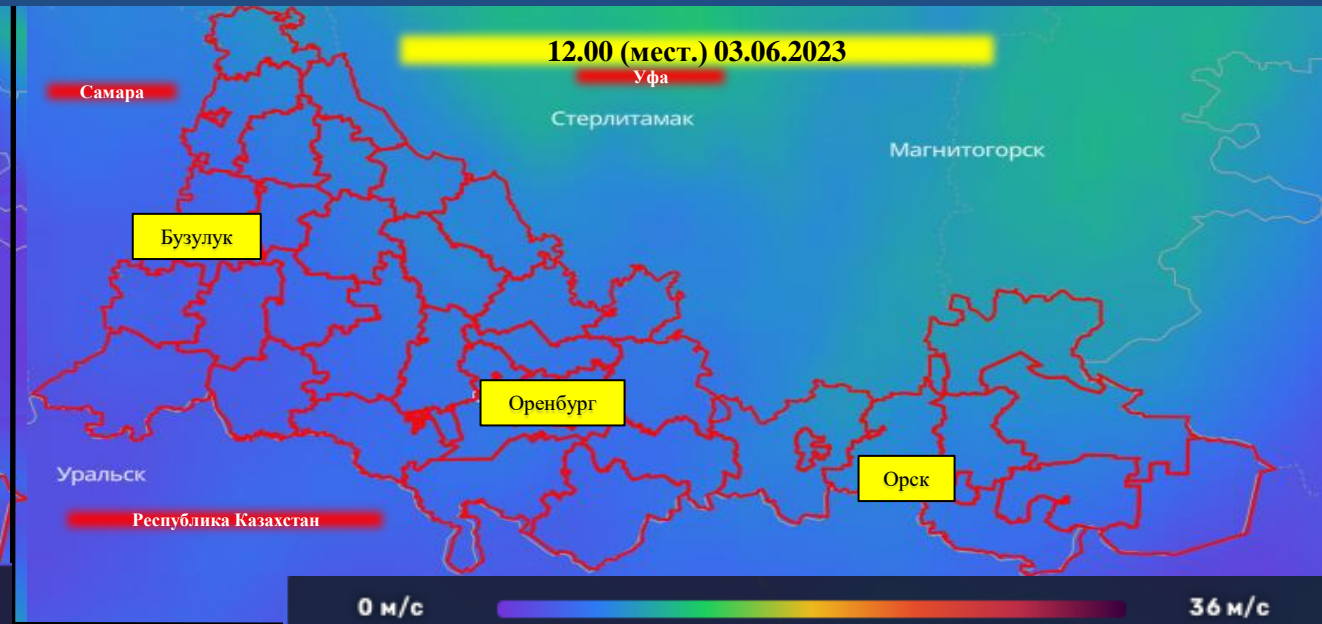 12.00 (мест.) 03.06.2023
Самара
Уфа
Стерлитамак
Магнитогорск
Бузулук
Оренбург
Уральск
Орск
Республика Казахстан
0 м/с
36 м/с